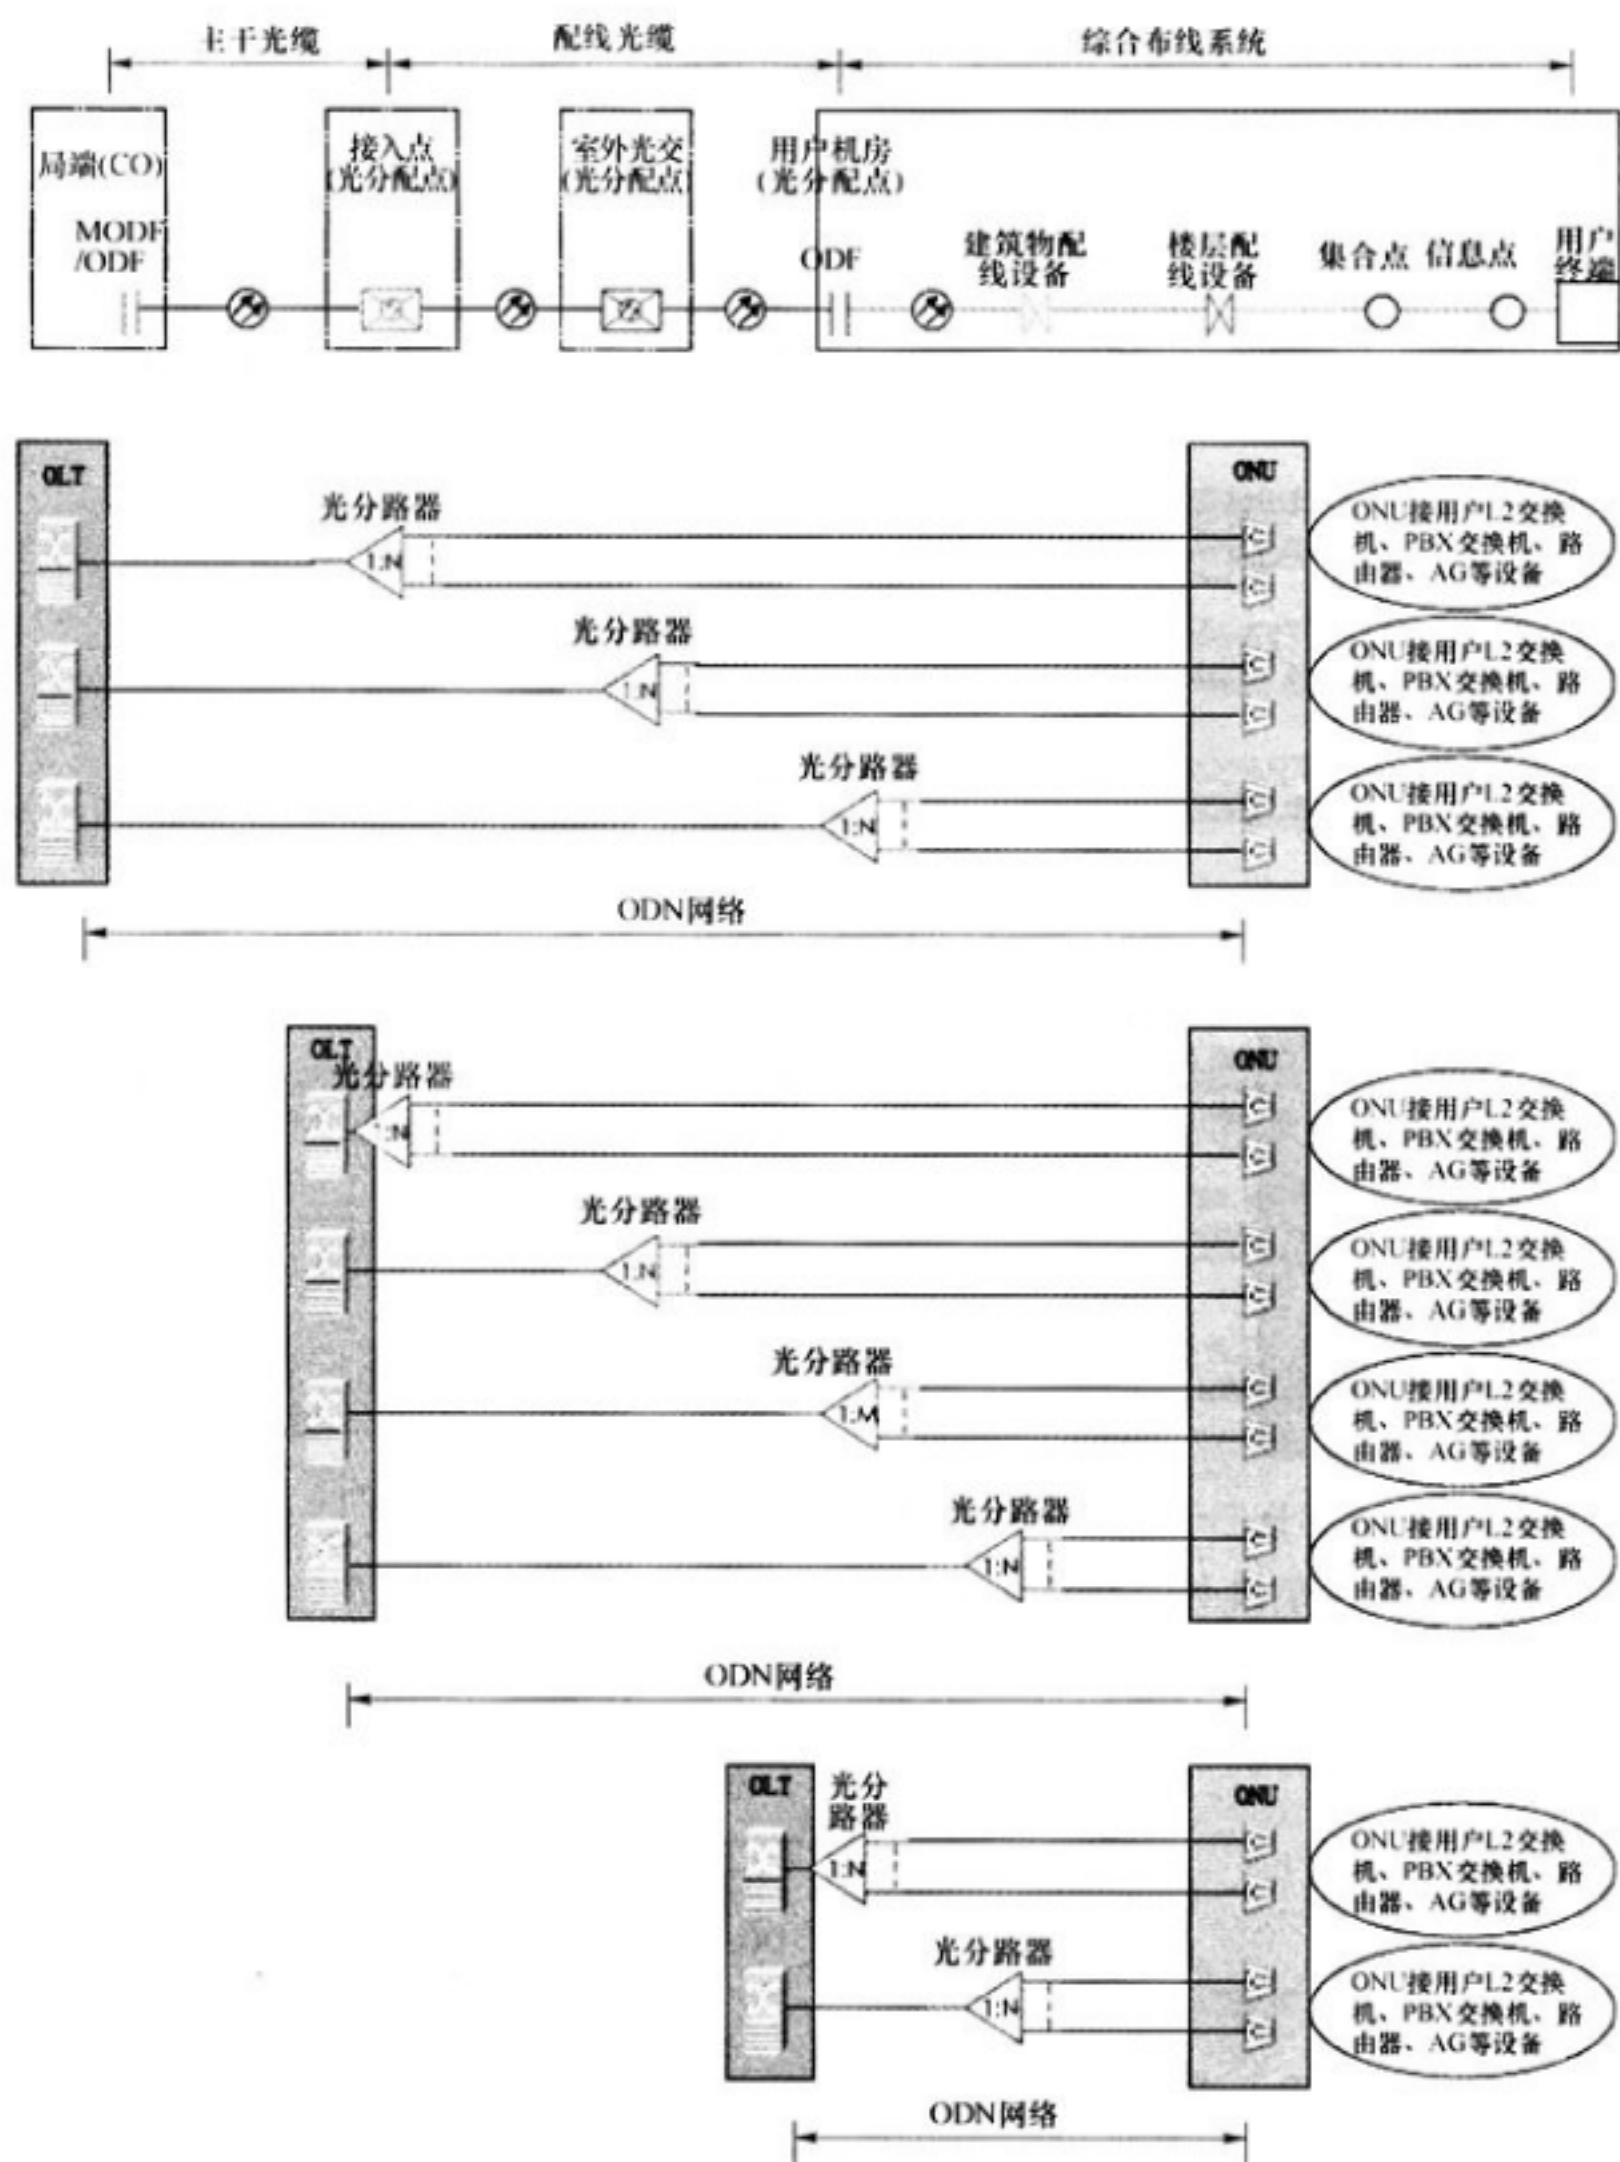 主干光缆
配线光缆
综合布线系统
局端(CO)
MODF
/ODF
接入点
(光分配点)
室外光交
(光分配点)
用户机房
(光分配点)
ODF
建筑物配
线设备
楼层配
线设备
集合点
信息点
用户
终端
OLT
ONU
光分路器
1:N
ONU接用户L2交换
机、PBX交换机、路
由器、AG等设备
光分路器
1:N
ONU接用户L2交换
机、PBX交换机、路
由器、AG等设备
光分路器
1:N
ONU接用户L2交换
机、PBX交换机、路
由器、AG等设备
ODN网络
OLT
ONU
光分路器
:N
ONU接用户L2交换
机、PBX交换机、路
由器、AG等设备
光分路器
1:N
ONU接用户L2交换
机、PBX交换机、路
由器、AG等设备
光分路器
1:M
ONU接用户L2交换
机、PBX交换机、路
由器、AG等设备
光分路器
1:N
ONU接用户L2交换
机、PBX交换机、路
由器、AG等设备
ODN网络
OLT
光分
路器
ONU
1:N
ONU接用户L2交换
机、PBX交换机、路
由器、AG等设备
光分路器
1:N
ONU接用户L2交换
机、PBX交换机、路
由器、AG等设备
ODN网络